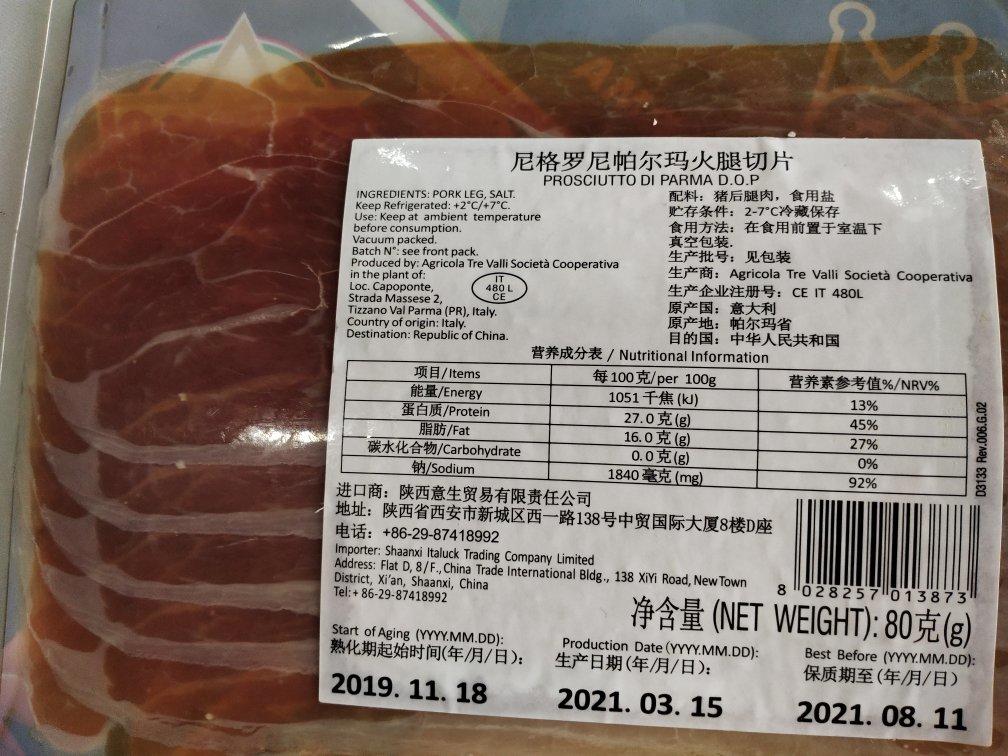 尼格罗尼帕尔玛火腿切片
PROSCIUTTO DI PARMA D.O.P
INGREDIENTS: PORK LEG, SALT.
Keep Refrigerated: +2°C/+7°C.
Use: Keep at ambient temperature
before consumption.
Vacuum packed.
Batch N°: see front pack.
Produced by: Agricola Tre Valli Società Cooperativa
in the plant of:
Loc. Capoponte,
Strada Massese 2,
Tizzano Val Parma (PR), Italy.
Country of origin: Italy.
Destination: Republic of China.
IT
480 L
CE
配料：猪后腿肉，食用盐
贮存条件：2-7°C冷藏保存
食用方法：在食用前置于室温下
真空包装.
生产批号：见包装
生产商：Agricola Tre Valli Società Cooperativa
生产企业注册号：CE IT 480L
原产国：意大利
原产地：帕尔玛省
目的国：中华人民共和国
营养成分表 / Nutritional Information
项目/Items 每100克/per 100g 营养素参考值%/NRV%
能量/Energy 1051 千焦 (kJ) 13%
蛋白质/Protein 27.0 克 (g) 45%
脂肪/Fat 16.0 克 (g) 27%
碳水化合物/Carbohydrate 0.0 克(g) 0%
钠/Sodium 1840 毫克 (mg) 92%
D3133 Rev.006.G.02
进口商：陕西意生贸易有限责任公司
地址：陕西省西安市新城区西一路138号中贸国际大厦8楼D座
电话：+86-29-87418992
Importer: Shaanxi Italuck Trading Company Limited
Address: Flat D, 8/F., China Trade International Bldg., 138 XiYi Road, New Town
District, Xi'an, Shaanxi, China
Tel:+ 86-29-87418992
8 028257 013873
净含量 (NET WEIGHT): 80克(g)
Start of Aging (YYYY.MM.DD):
熟化期起始时间(年/月/日)：
2019. 11. 18
Production Date (YYYY.MM.DD):
生产日期(年/月/日)：
2021. 03. 15
Best Before (YYYY.MM.DD):
保质期至(年/月/日)
2021. 08. 11